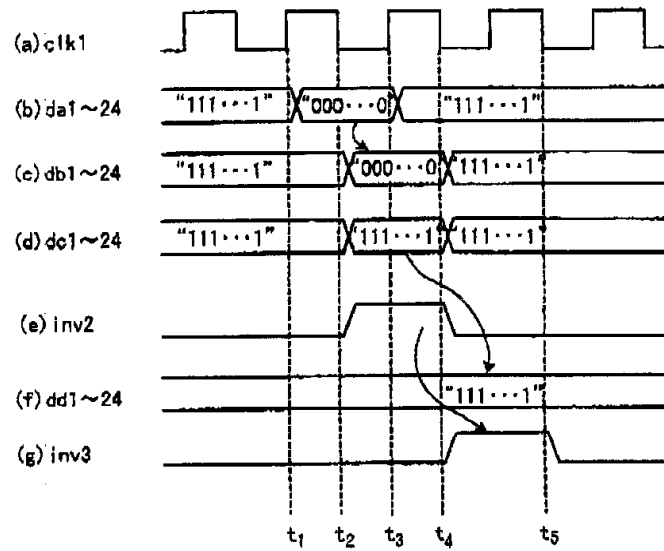 (a) clk1
(b) da1～24 “111···1” “000···0” “111···1”
(c) db1～24 “111···1” “000···0 “111···1”
(d) dc1～24 “111···1” “111···1” “111···1”
(e) inv2
(f) dd1～24 “111···1”
(g) inv3
t1 t2 t3 t4 t5